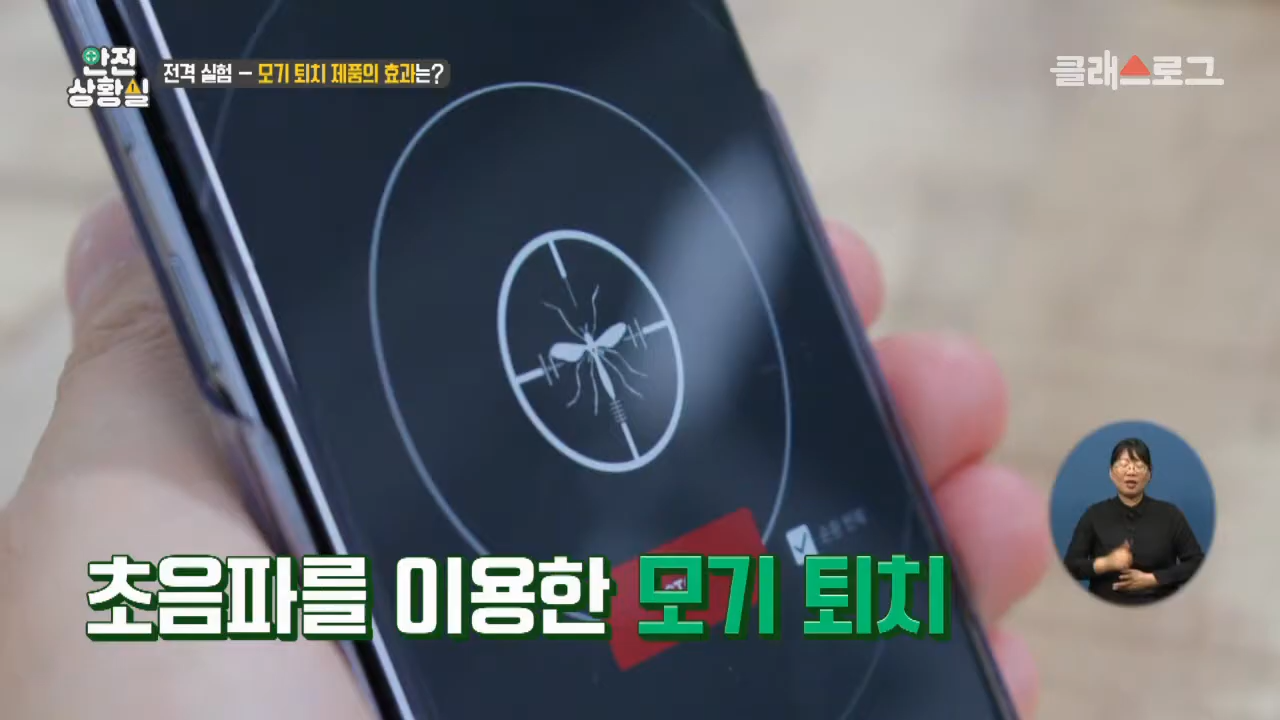 안전
상황실
전격 실험 – 모기 퇴치 제품의 효과는?
클래스로그
초음파를 이용한 모기 퇴치